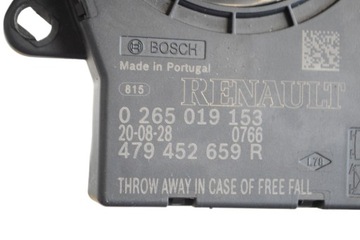 BOSCH
Made in Portugal
815
RENAULT
0 265 019 153
20-08-28 0766
479 452 659 R
L70
THROW AWAY IN CASE OF FREE FALL